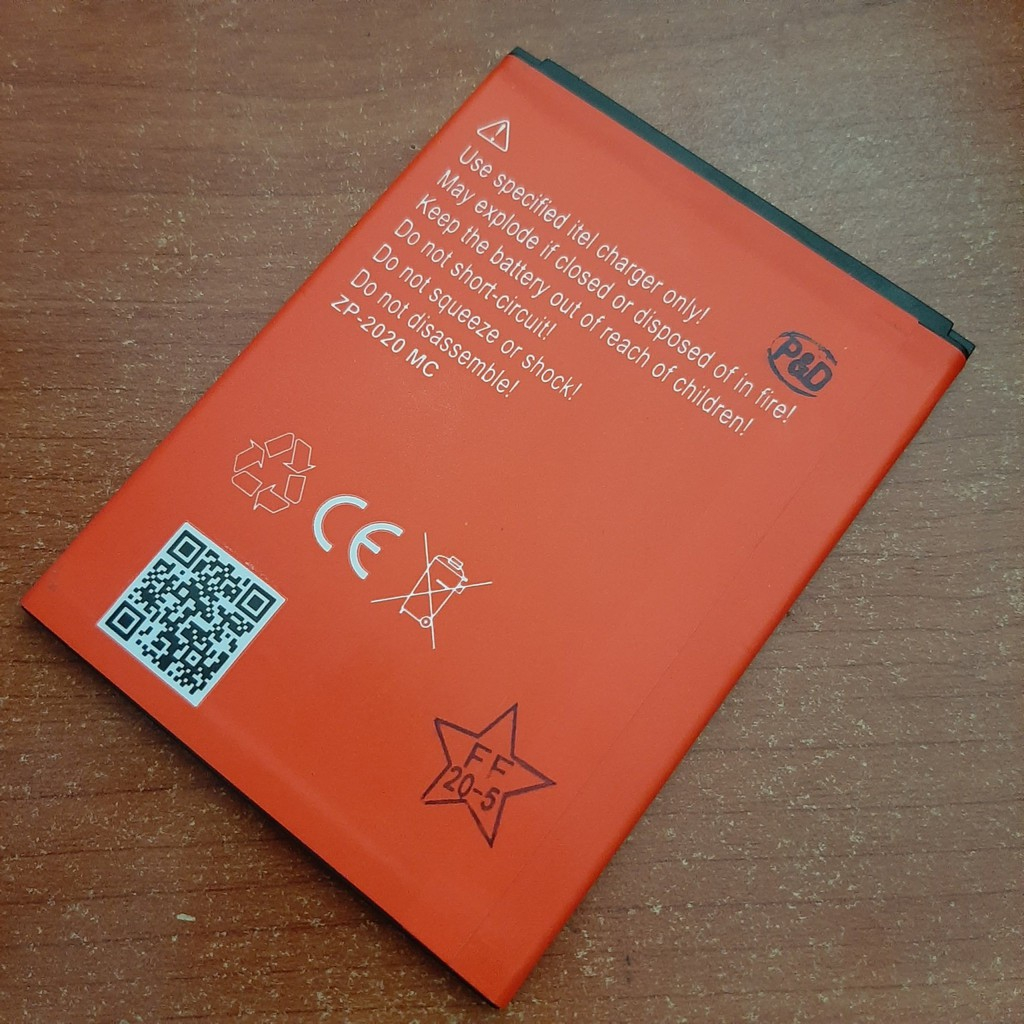 Use specified itel charger only!
May explode if closed or disposed of in fire!
Keep the battery out of reach of children!
Do not short-circuit!
Do not squeeze or shock!
Do not disassemble!
ZP-2020 MC
P&D
CE
FF
20-5